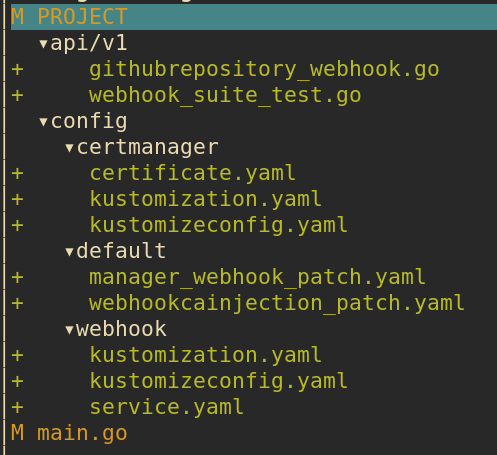 M PROJECT
▾api/v1
+ githubrepository_webhook.go
+ webhook_suite_test.go
▾config
▾certmanager
+ certificate.yaml
+ kustomization.yaml
+ kustomizeconfig.yaml
▾default
+ manager_webhook_patch.yaml
+ webhookcainjection_patch.yaml
▾webhook
+ kustomization.yaml
+ kustomizeconfig.yaml
+ service.yaml
M main.go